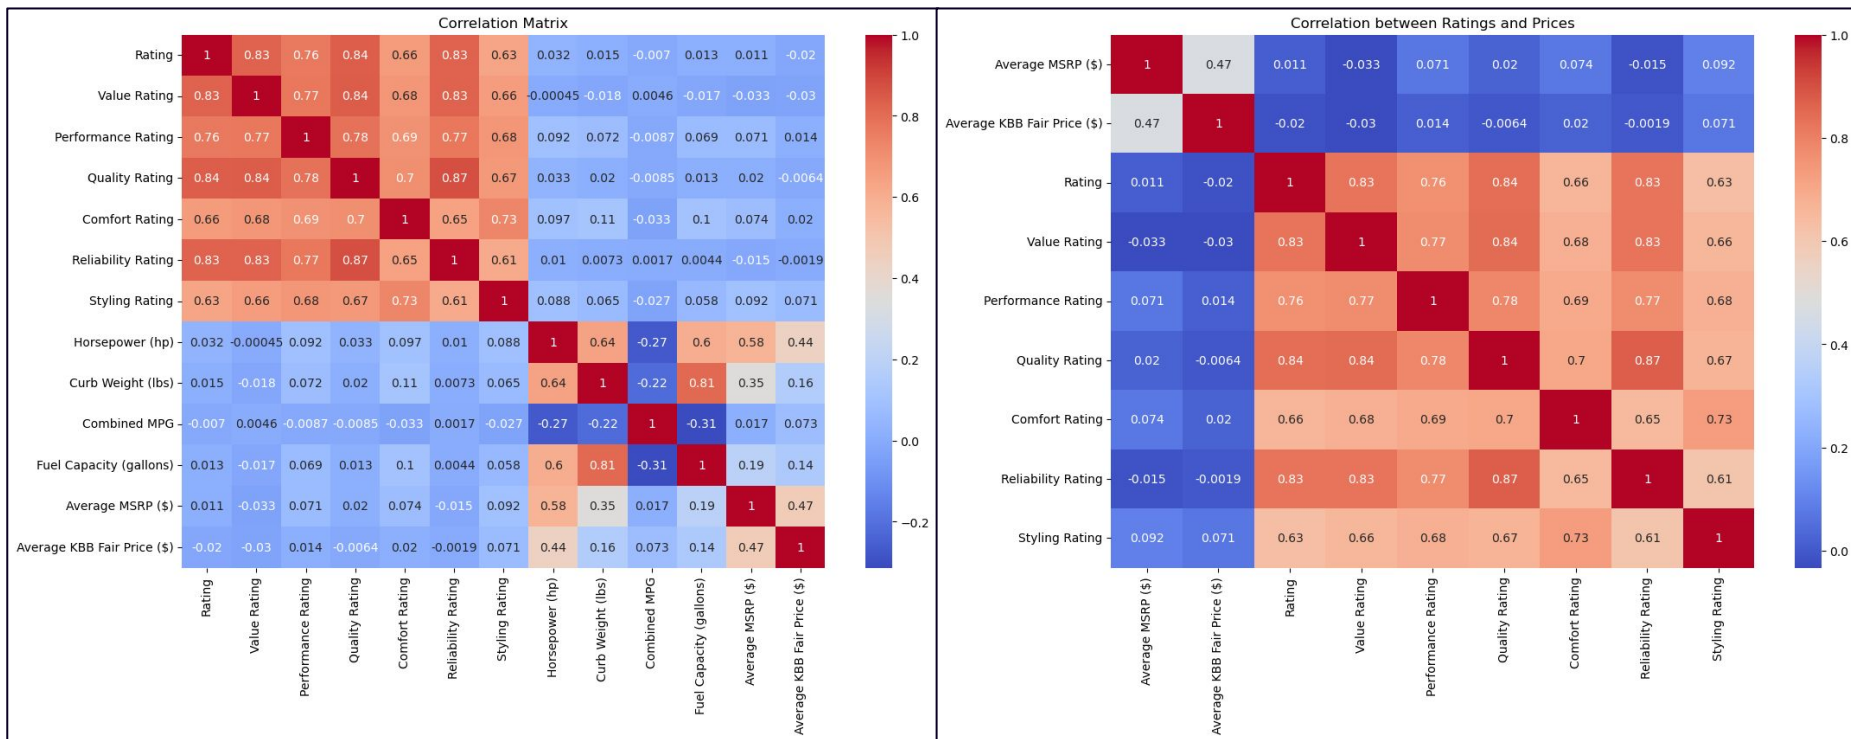 Correlation Matrix
Rating 1 0.83 0.76 0.84 0.66 0.83 0.63 0.032 0.015 -0.007 0.013 0.011 -0.02
Value Rating 0.83 1 0.77 0.84 0.68 0.83 0.66 -0.00045 -0.018 0.0046 -0.017 -0.033 -0.03
Performance Rating 0.76 0.77 1 0.78 0.69 0.77 0.68 0.092 0.072 -0.0087 0.069 0.071 0.014
Quality Rating 0.84 0.84 0.78 1 0.7 0.87 0.67 0.033 0.02 -0.0085 0.013 0.02 -0.0064
Comfort Rating 0.66 0.68 0.69 0.7 1 0.65 0.73 0.097 0.11 -0.033 0.1 0.074 0.02
Reliability Rating 0.83 0.83 0.77 0.87 0.65 1 0.61 0.01 0.0073 0.0017 0.0044 -0.015 -0.0019
Styling Rating 0.63 0.66 0.68 0.67 0.73 0.61 1 0.088 0.065 -0.027 0.058 0.092 0.071
Horsepower (hp) 0.032 -0.00045 0.092 0.033 0.097 0.01 0.088 1 0.64 -0.27 0.6 0.58 0.44
Curb Weight (lbs) 0.015 -0.018 0.072 0.02 0.11 0.0073 0.065 0.64 1 -0.22 0.81 0.35 0.16
Combined MPG -0.007 0.0046 -0.0087 -0.0085 -0.033 0.0017 -0.027 -0.27 -0.22 1 -0.31 0.017 0.073
Fuel Capacity (gallons) 0.013 -0.017 0.069 0.013 0.1 0.0044 0.058 0.6 0.81 -0.31 1 0.19 0.14
Average MSRP ($) 0.011 -0.033 0.071 0.02 0.074 -0.015 0.092 0.58 0.35 0.017 0.19 1 0.47
Average KBB Fair Price ($) -0.02 -0.03 0.014 -0.0064 0.02 -0.0019 0.071 0.44 0.16 0.073 0.14 0.47 1
Rating
Value Rating
Performance Rating
Quality Rating
Comfort Rating
Reliability Rating
Styling Rating
Horsepower (hp)
Curb Weight (lbs)
Combined MPG
Fuel Capacity (gallons)
Average MSRP ($)
Average KBB Fair Price ($)
1.0
0.8
0.6
0.4
0.2
0.0
−0.2
Correlation between Ratings and Prices
Average MSRP ($) 1 0.47 0.011 -0.033 0.071 0.02 0.074 -0.015 0.092
Average KBB Fair Price ($) 0.47 1 -0.02 -0.03 0.014 -0.0064 0.02 -0.0019 0.071
Rating 0.011 -0.02 1 0.83 0.76 0.84 0.66 0.83 0.63
Value Rating -0.033 -0.03 0.83 1 0.77 0.84 0.68 0.83 0.66
Performance Rating 0.071 0.014 0.76 0.77 1 0.78 0.69 0.77 0.68
Quality Rating 0.02 -0.0064 0.84 0.84 0.78 1 0.7 0.87 0.67
Comfort Rating 0.074 0.02 0.66 0.68 0.69 0.7 1 0.65 0.73
Reliability Rating -0.015 -0.0019 0.83 0.83 0.77 0.87 0.65 1 0.61
Styling Rating 0.092 0.071 0.63 0.66 0.68 0.67 0.73 0.61 1
Average MSRP ($)
Average KBB Fair Price ($)
Rating
Value Rating
Performance Rating
Quality Rating
Comfort Rating
Reliability Rating
Styling Rating
1.0
0.8
0.6
0.4
0.2
0.0